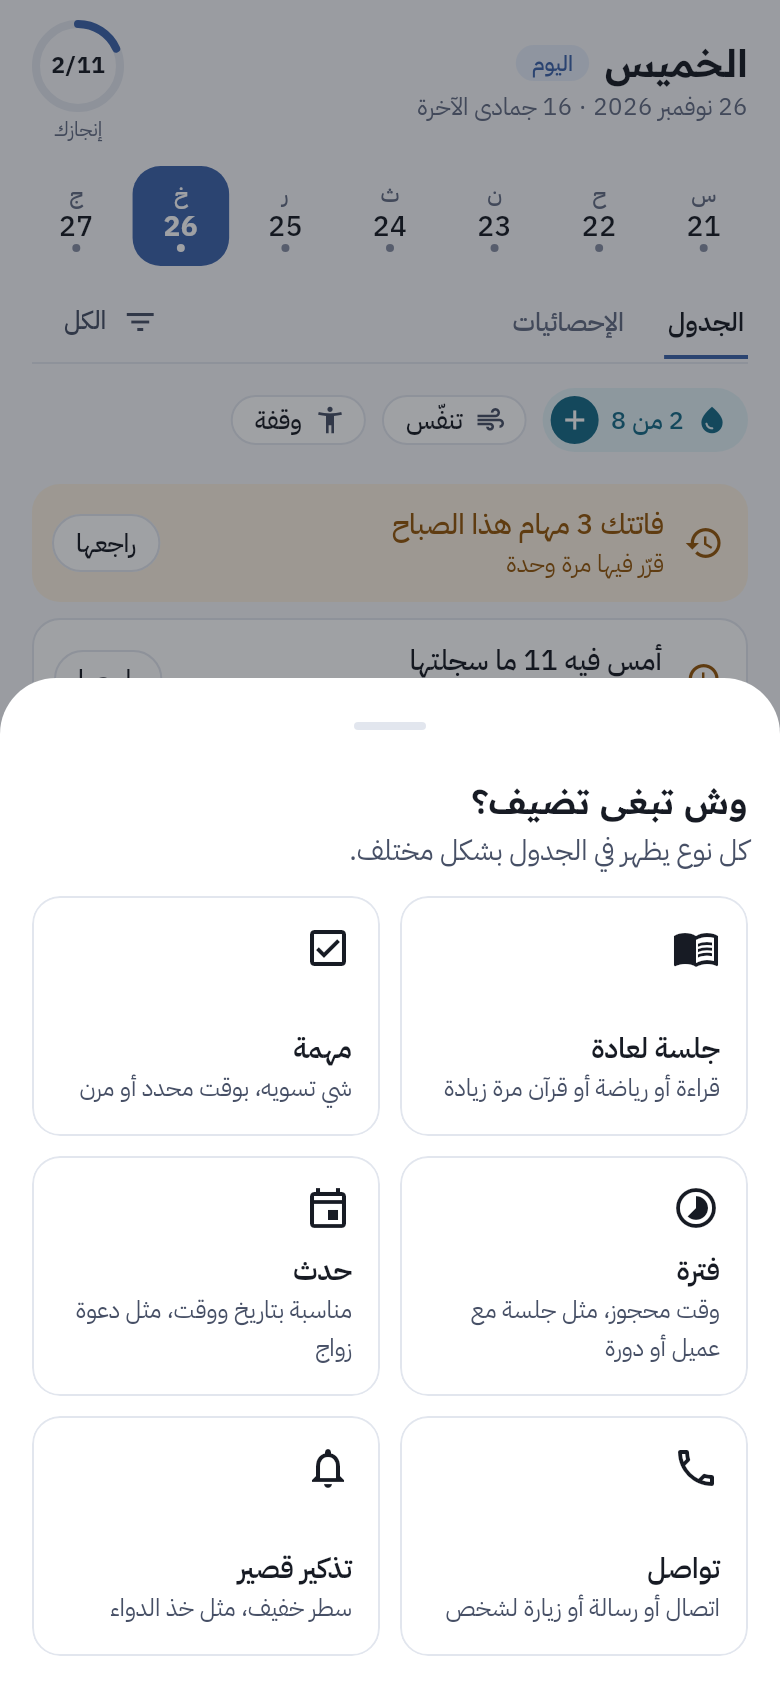 الخميس اليوم
2/11
26 نوفمبر 2026 · 16 جمادى الآخرة
إنجازك
س ح ن ث ر خ ج
21 22 23 24 25 26 27
الجدول الإحصائيات الكل
2 من 8 تنفّس وقفة
فاتتك 3 مهام هذا الصباح
قرّر فيها مرة وحدة
راجعها
أمس فيه 11 ما سجلتها
وش تبغى تضيف؟
كل نوع يظهر في الجدول بشكل مختلف.
جلسة لعادة
قراءة أو رياضة أو قرآن مرة زيادة
مهمة
شي تسويه، بوقت محدد أو مرن
فترة
وقت محجوز، مثل جلسة مع
عميل أو دورة
حدث
مناسبة بتاريخ ووقت، مثل دعوة
زواج
تواصل
اتصال أو رسالة أو زيارة لشخص
تذكير قصير
سطر خفيف، مثل خذ الدواء